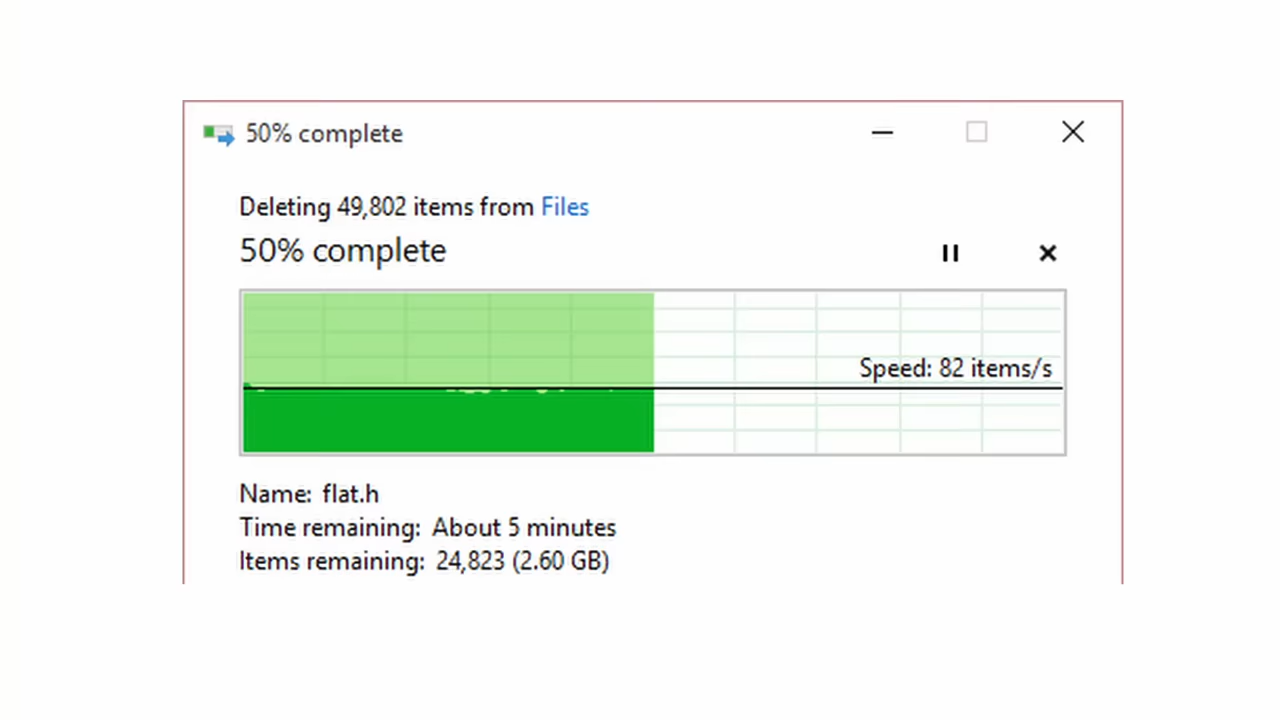 50% complete
Deleting 49,802 items from Files
50% complete
Speed: 82 items/s
Name: flat.h
Time remaining: About 5 minutes
Items remaining: 24,823 (2.60 GB)